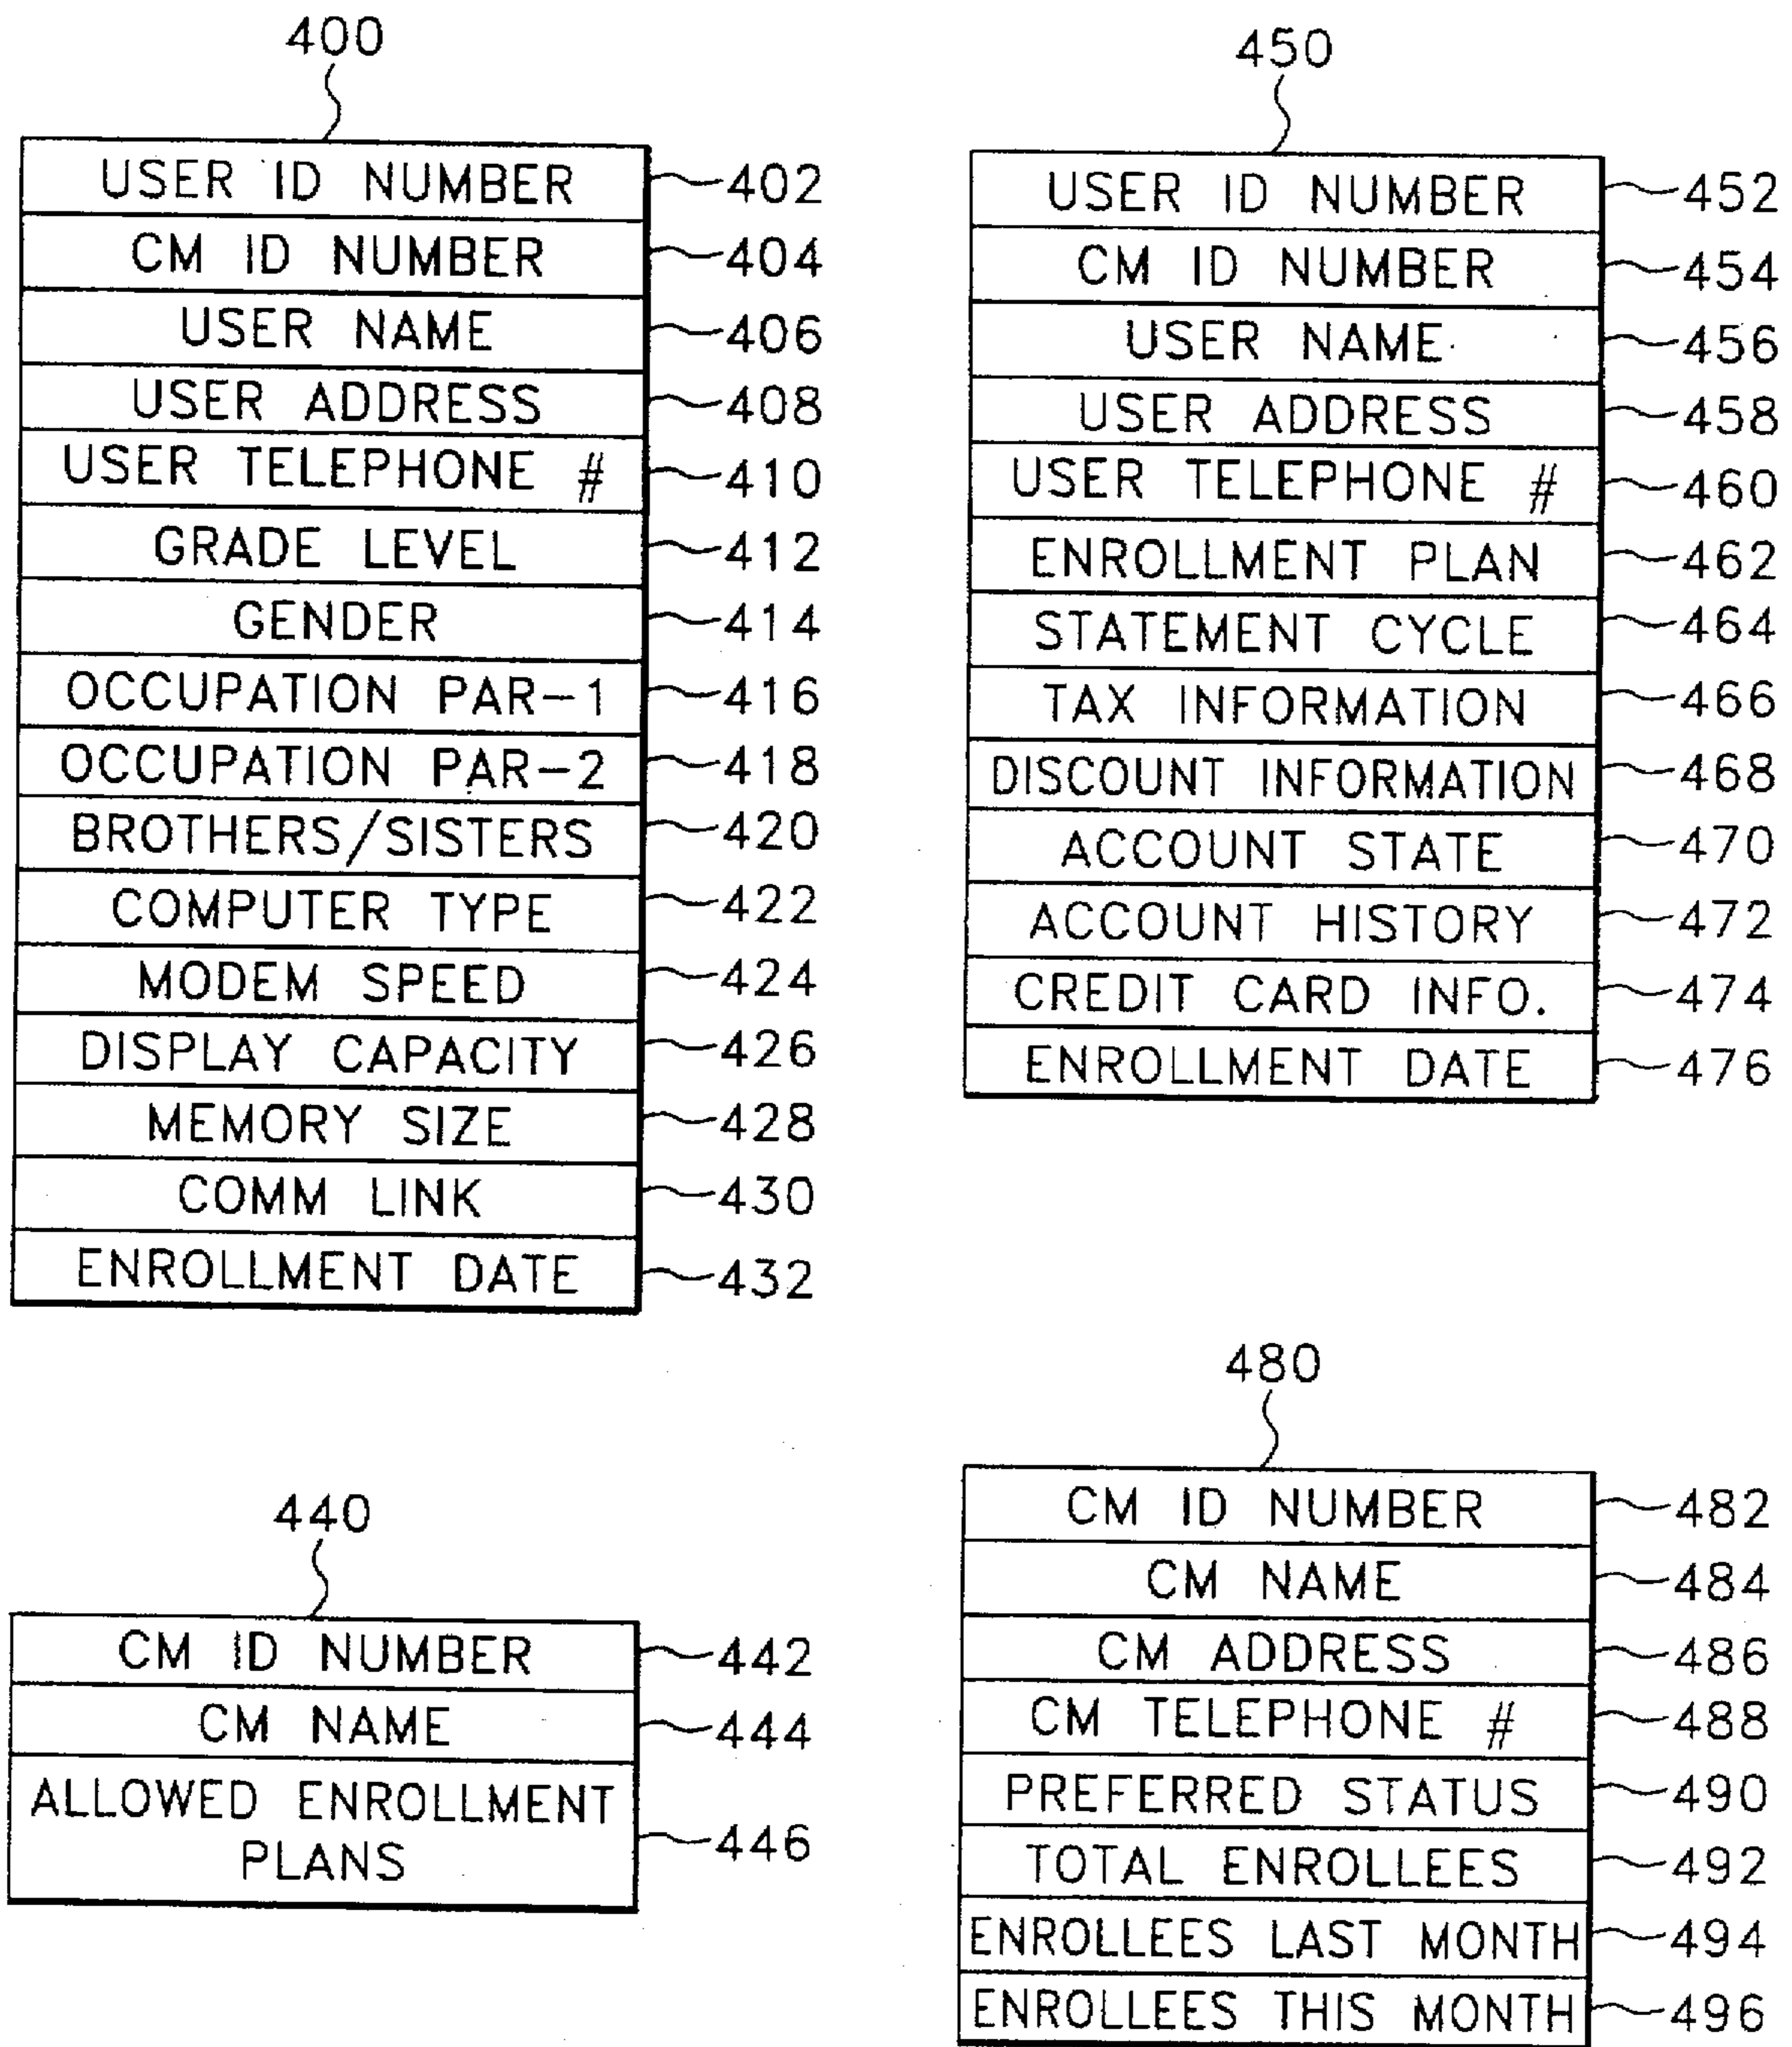 400
USER ID NUMBER 402
CM ID NUMBER 404
USER NAME 406
USER ADDRESS 408
USER TELEPHONE # 410
GRADE LEVEL 412
GENDER 414
OCCUPATION PAR-1 416
OCCUPATION PAR-2 418
BROTHERS/SISTERS 420
COMPUTER TYPE 422
MODEM SPEED 424
DISPLAY CAPACITY 426
MEMORY SIZE 428
COMM LINK 430
ENROLLMENT DATE 432
440
CM ID NUMBER 442
CM NAME 444
ALLOWED ENROLLMENT
PLANS 446
450
USER ID NUMBER 452
CM ID NUMBER 454
USER NAME 456
USER ADDRESS 458
USER TELEPHONE # 460
ENROLLMENT PLAN 462
STATEMENT CYCLE 464
TAX INFORMATION 466
DISCOUNT INFORMATION 468
ACCOUNT STATE 470
ACCOUNT HISTORY 472
CREDIT CARD INFO. 474
ENROLLMENT DATE 476
480
CM ID NUMBER 482
CM NAME 484
CM ADDRESS 486
CM TELEPHONE # 488
PREFERRED STATUS 490
TOTAL ENROLLEES 492
ENROLLEES LAST MONTH 494
ENROLLEES THIS MONTH 496